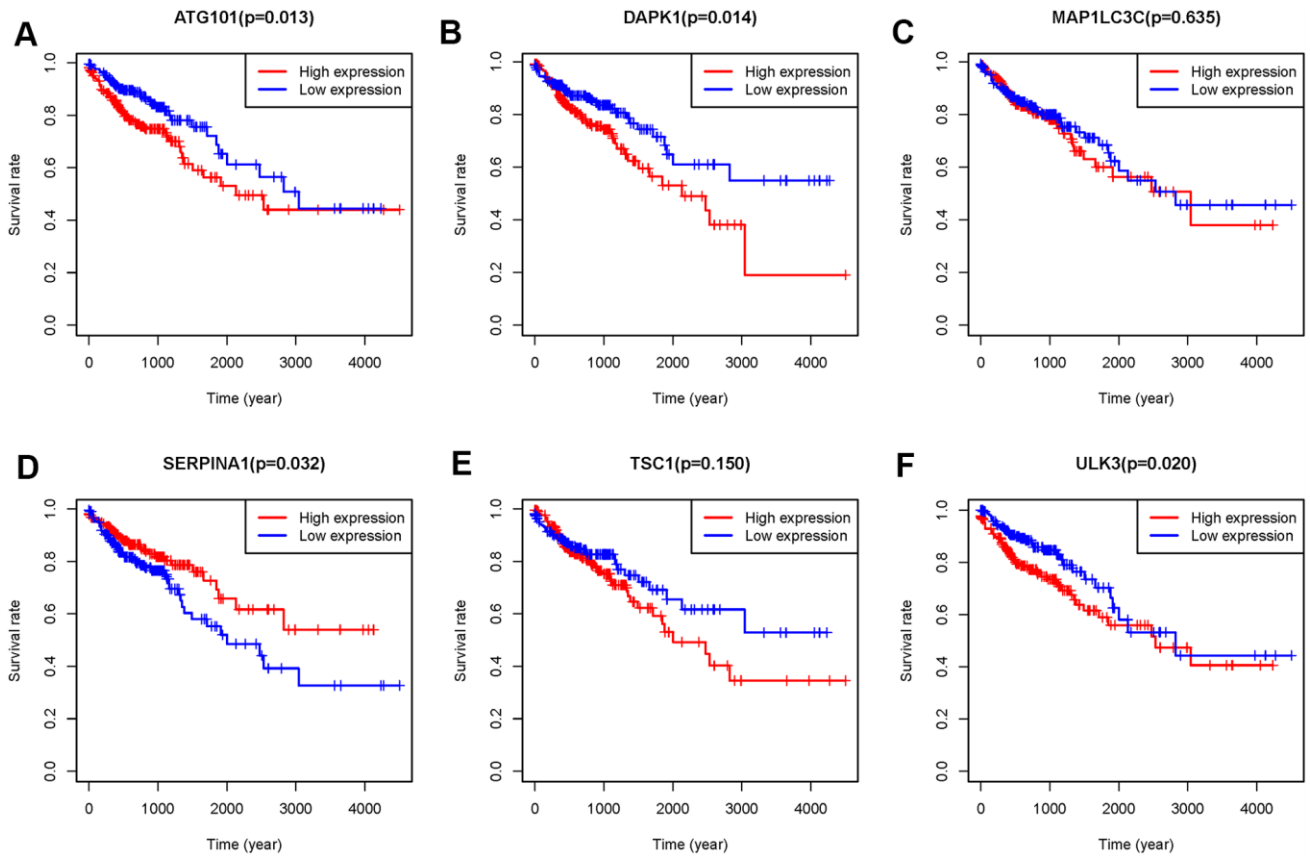 A
ATG101(p=0.013)
High expression
Low expression
Survival rate
0.0
0.2
0.4
0.6
0.8
1.0
0 1000 2000 3000 4000
Time (year)
B
DAPK1(p=0.014)
High expression
Low expression
Survival rate
0.0
0.2
0.4
0.6
0.8
1.0
0 1000 2000 3000 4000
Time (year)
C
MAP1LC3C(p=0.635)
High expression
Low expression
Survival rate
0.0
0.2
0.4
0.6
0.8
1.0
0 1000 2000 3000 4000
Time (year)
D
SERPINA1(p=0.032)
High expression
Low expression
Survival rate
0.0
0.2
0.4
0.6
0.8
1.0
0 1000 2000 3000 4000
Time (year)
E
TSC1(p=0.150)
High expression
Low expression
Survival rate
0.0
0.2
0.4
0.6
0.8
1.0
0 1000 2000 3000 4000
Time (year)
F
ULK3(p=0.020)
High expression
Low expression
Survival rate
0.0
0.2
0.4
0.6
0.8
1.0
0 1000 2000 3000 4000
Time (year)